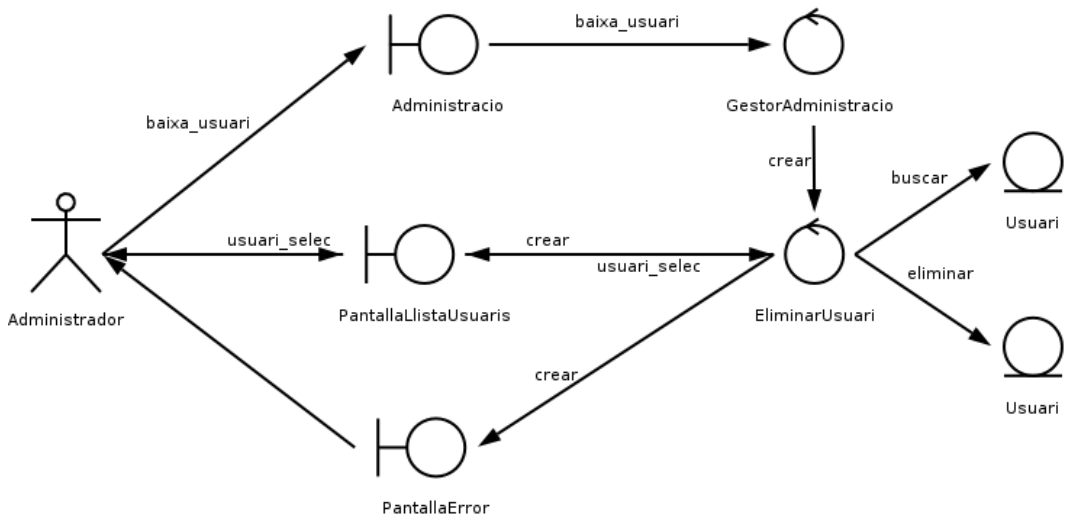 baixa_usuari
Administracio
GestorAdministracio
baixa_usuari
crear
buscar
Usuari
usuari_selec
crear
usuari_selec
eliminar
Administrador
PantallaLlistaUsuaris
EliminarUsuari
crear
Usuari
PantallaError